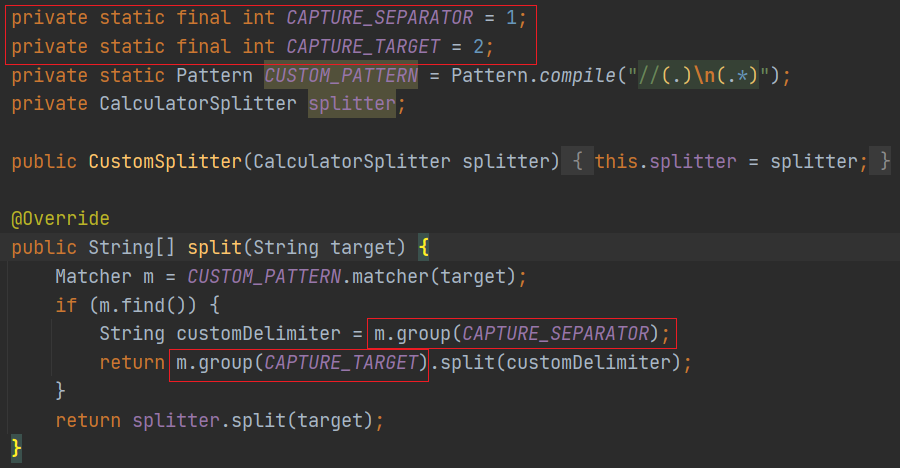 private static final int CAPTURE_SEPARATOR = 1;
private static final int CAPTURE_TARGET = 2;
private static Pattern CUSTOM_PATTERN = Pattern.compile("//(.)\n(.*)");
private CalculatorSplitter splitter;
public CustomSplitter(CalculatorSplitter splitter) { this.splitter = splitter; }
@Override
public String[] split(String target) {
Matcher m = CUSTOM_PATTERN.matcher(target);
if (m.find()) {
String customDelimiter = m.group(CAPTURE_SEPARATOR);
return m.group(CAPTURE_TARGET).split(customDelimiter);
}
return splitter.split(target);
}